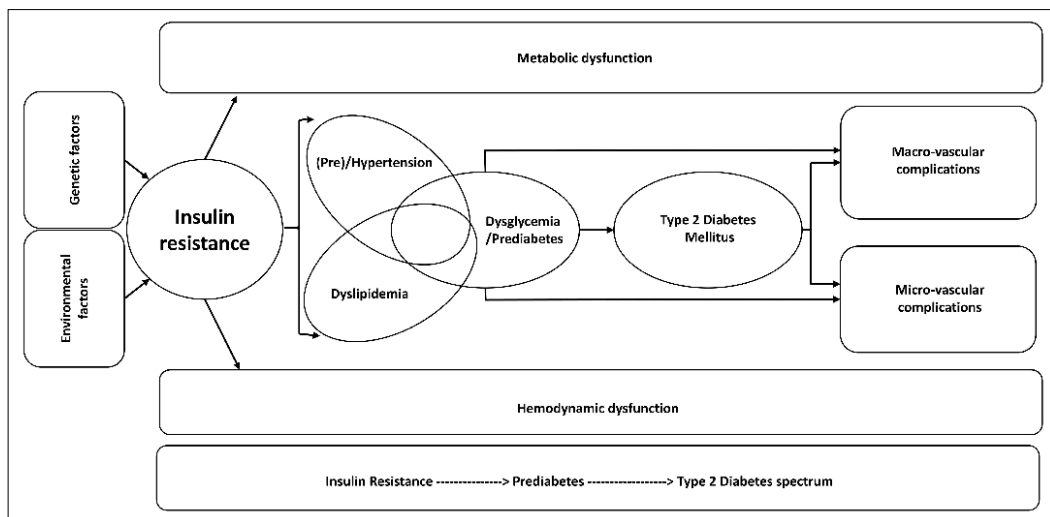 Metabolic dysfunction
Genetic factors
Environmental
factors
Insulin
resistance
(Pre)/Hypertension
Dyslipidemia
Dysglycemia
/Prediabetes
Type 2 Diabetes
Mellitus
Macro-vascular
complications
Micro-vascular
complications
Hemodynamic dysfunction
Insulin Resistance ---------------> Prediabetes ------------------> Type 2 Diabetes spectrum